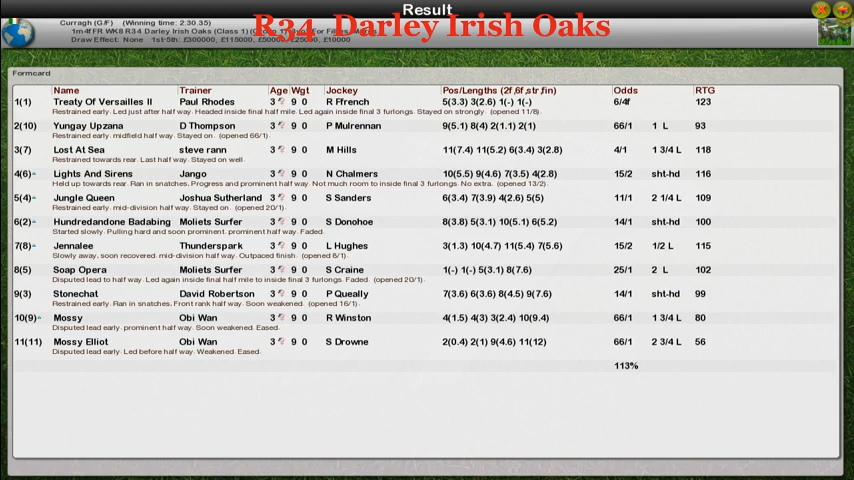 Result
R34. Darley Irish Oaks
Curragh (G/F) (Winning time: 2:30.35)
1m4f FR WK8 R34 Darley Irish Oaks (Class 1) For Fillies
Draw Effect: None 1st-5th: £300000, £115000, £50000, £25000, £10000
Formcard
Name Trainer Age Wgt Jockey Pos/Lengths (2f,6f,str,fin) Odds RTG
1(1) Treaty Of Versailles II Paul Rhodes 3 9 0 R Ffrench 5(3.3) 3(2.6) 1(-) 1(-) 6/4f 123
Restrained early. Led just after half way. Headed inside final half mile. Led again inside final 3 furlongs. Stayed on strongly. (opened 11/8)
2(10) Yungay Upzana D Thompson 3 9 0 P Mulrennan 9(5.1) 8(4) 2(1.1) 2(1) 66/1 1 L 93
Restrained early. midfield half way. Stayed on. (opened 66/1)
3(7) Lost At Sea steve rann 3 9 0 M Hills 11(7.4) 11(5.2) 6(3.4) 3(2.8) 4/1 1 3/4 L 118
Restrained towards rear. Last half way. Stayed on well.
4(6) Lights And Sirens Jango 3 9 0 N Chalmers 10(5.5) 9(4.6) 7(3.5) 4(2.8) 15/2 sht-hd 116
Held up towards rear. Ran in snatches, Progress and prominent half way. Not much room to inside final 3 furlongs. No extra. (opened 13/2)
5(4) Jungle Queen Joshua Sutherland 3 9 0 S Sanders 6(3.4) 7(3.9) 4(2.6) 5(5) 11/1 2 1/4 L 109
Restrained early. mid-division half way. Stayed on. (opened 20/1)
6(2) Hundredandone Badabing Moliets Surfer 3 9 0 S Donohoe 8(3.8) 5(3.1) 10(5.1) 6(5.2) 14/1 sht-hd 100
Started slowly. Pulling hard and soon prominent. prominent half way. Faded.
7(8) Jennalee Thunderspark 3 9 0 L Hughes 3(1.3) 10(4.7) 11(5.4) 7(5.6) 15/2 1/2 L 115
Slowly away, soon recovered. mid-division half way. Outpaced finish. (opened 8/1)
8(5) Soap Opera Moliets Surfer 3 9 0 S Craine 1(-) 1(-) 5(3.1) 8(7.6) 25/1 2 L 102
Disputed lead to half way. Led again inside final half mile to inside final 3 furlongs. Faded. (opened 20/1)
9(3) Stonechat David Robertson 3 9 0 P Queally 7(3.6) 6(3.6) 8(4.5) 9(7.6) 14/1 sht-hd 99
Restrained early. Ran in snatches, Front rank half way. Soon weakened. (opened 16/1)
10(9) Mossy Obi Wan 3 9 0 R Winston 4(1.5) 4(3) 3(2.4) 10(9.4) 66/1 1 3/4 L 80
Disputed lead early. prominent half way. Soon weakened. Eased.
11(11) Mossy Elliot Obi Wan 3 9 0 S Drowne 2(0.4) 2(1) 9(4.6) 11(12) 66/1 2 3/4 L 56
Disputed lead early. Led before half way. Weakened. Eased.
113%